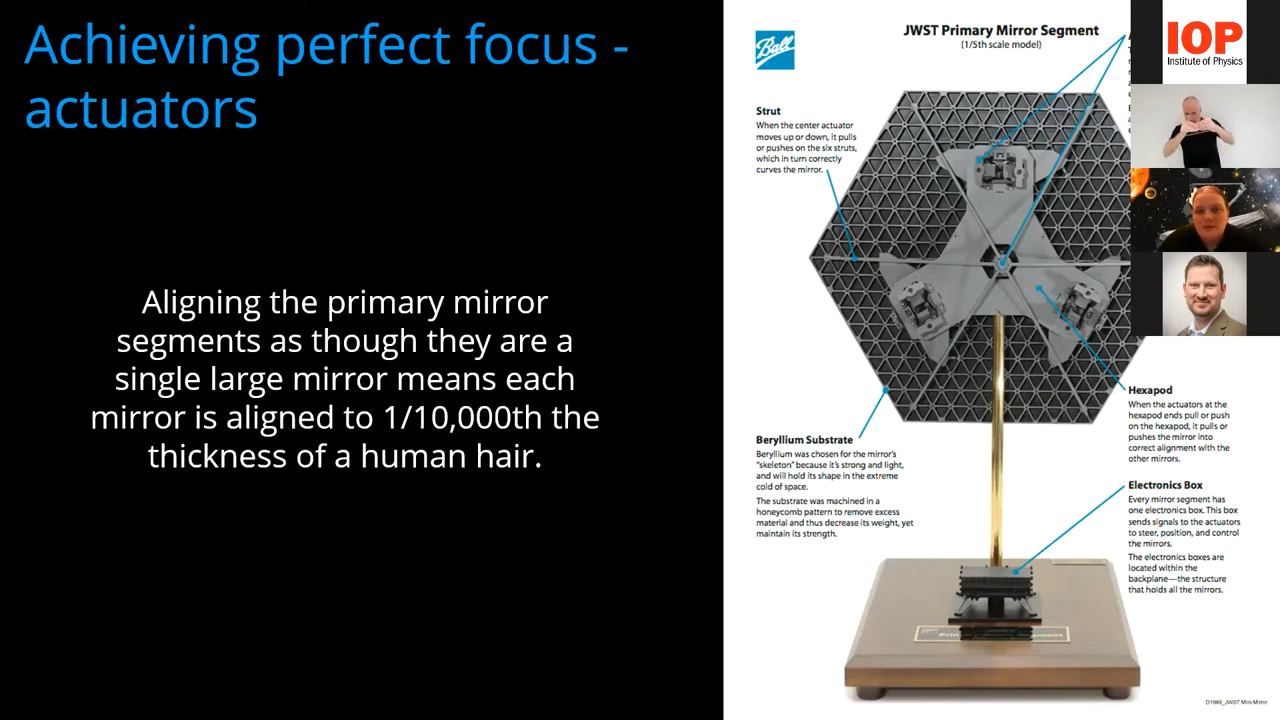 Achieving perfect focus -
actuators
Aligning the primary mirror
segments as though they are a
single large mirror means each
mirror is aligned to 1/10,000th the
thickness of a human hair.
Ball
JWST Primary Mirror Segment
(1/5th scale model)
Strut
When the center actuator
moves up or down, it pulls
or pushes on the six struts,
which in turn correctly
curves the mirror.
Beryllium Substrate
Beryllium was chosen for the mirror's
"skeleton" because it's strong and light,
and will hold its shape in the extreme
cold of space.
The substrate was machined in a
honeycomb pattern to remove excess
material and thus decrease its weight, yet
maintain its strength.
Hexapod
When the actuators at the
hexapod ends pull or push
on the hexapod, it pulls or
pushes the mirror into
correct alignment with the
other mirrors.
Electronics Box
Every mirror segment has
one electronics box. This box
sends signals to the actuators
to steer, position, and control
the mirrors.
The electronics boxes are
located within the
backplane—the structure
that holds all the mirrors.
D1949_JWST Mini-Mirror
IOP
Institute of Physics